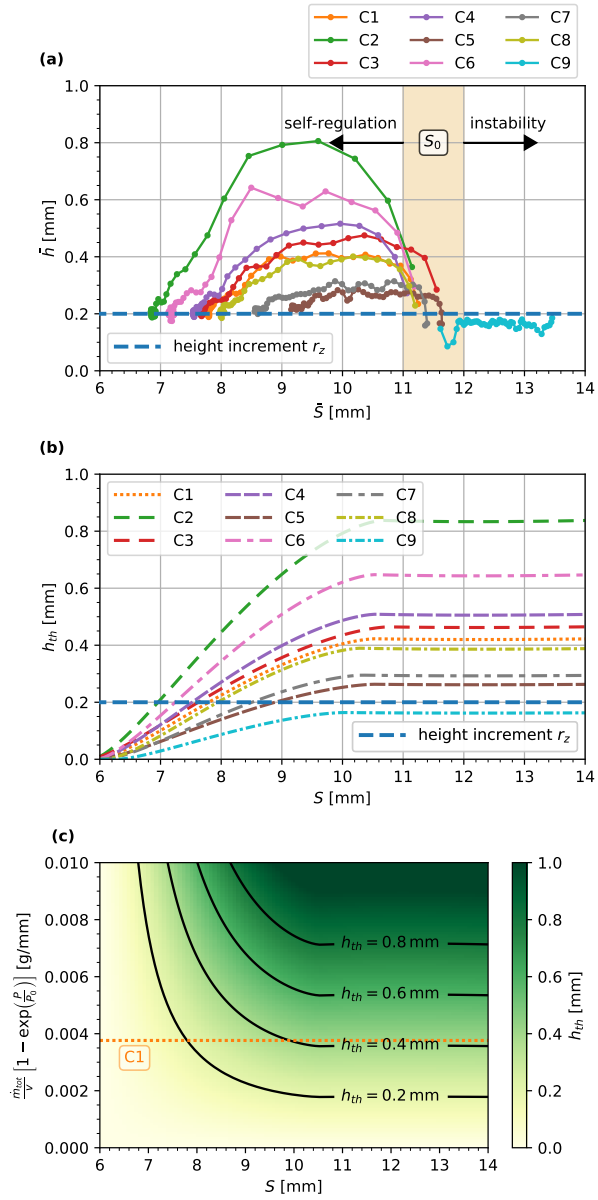 C1 C4 C7
C2 C5 C8
C3 C6 C9
(a)
1.0
0.8
0.6
0.4
0.2
0.0
h̄ [mm]
self-regulation
S₀
instability
height increment r_z
6 7 8 9 10 11 12 13 14
S̄ [mm]
(b)
1.0
0.8
0.6
0.4
0.2
0.0
h_th [mm]
C1 C4 C7
C2 C5 C8
C3 C6 C9
height increment r_z
6 7 8 9 10 11 12 13 14
S [mm]
(c)
0.010
0.008
0.006
0.004
0.002
0.000
ṁ_tot/v [1 − exp(P/P₀)] [g/mm]
h_th = 0.8 mm
h_th = 0.6 mm
h_th = 0.4 mm
h_th = 0.2 mm
C1
6 7 8 9 10 11 12 13 14
S [mm]
1.0
0.8
0.6
0.4
0.2
0.0
h_th [mm]